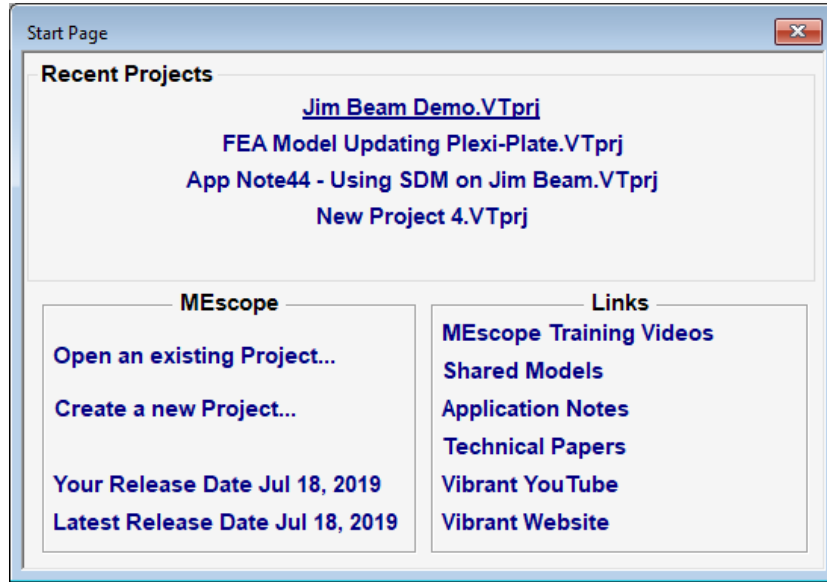 Start Page
Recent Projects
Jim Beam Demo.VTprj
FEA Model Updating Plexi-Plate.VTprj
App Note44 - Using SDM on Jim Beam.VTprj
New Project 4.VTprj
MEscope
Open an existing Project...
Create a new Project...
Your Release Date Jul 18, 2019
Latest Release Date Jul 18, 2019
Links
MEscope Training Videos
Shared Models
Application Notes
Technical Papers
Vibrant YouTube
Vibrant Website